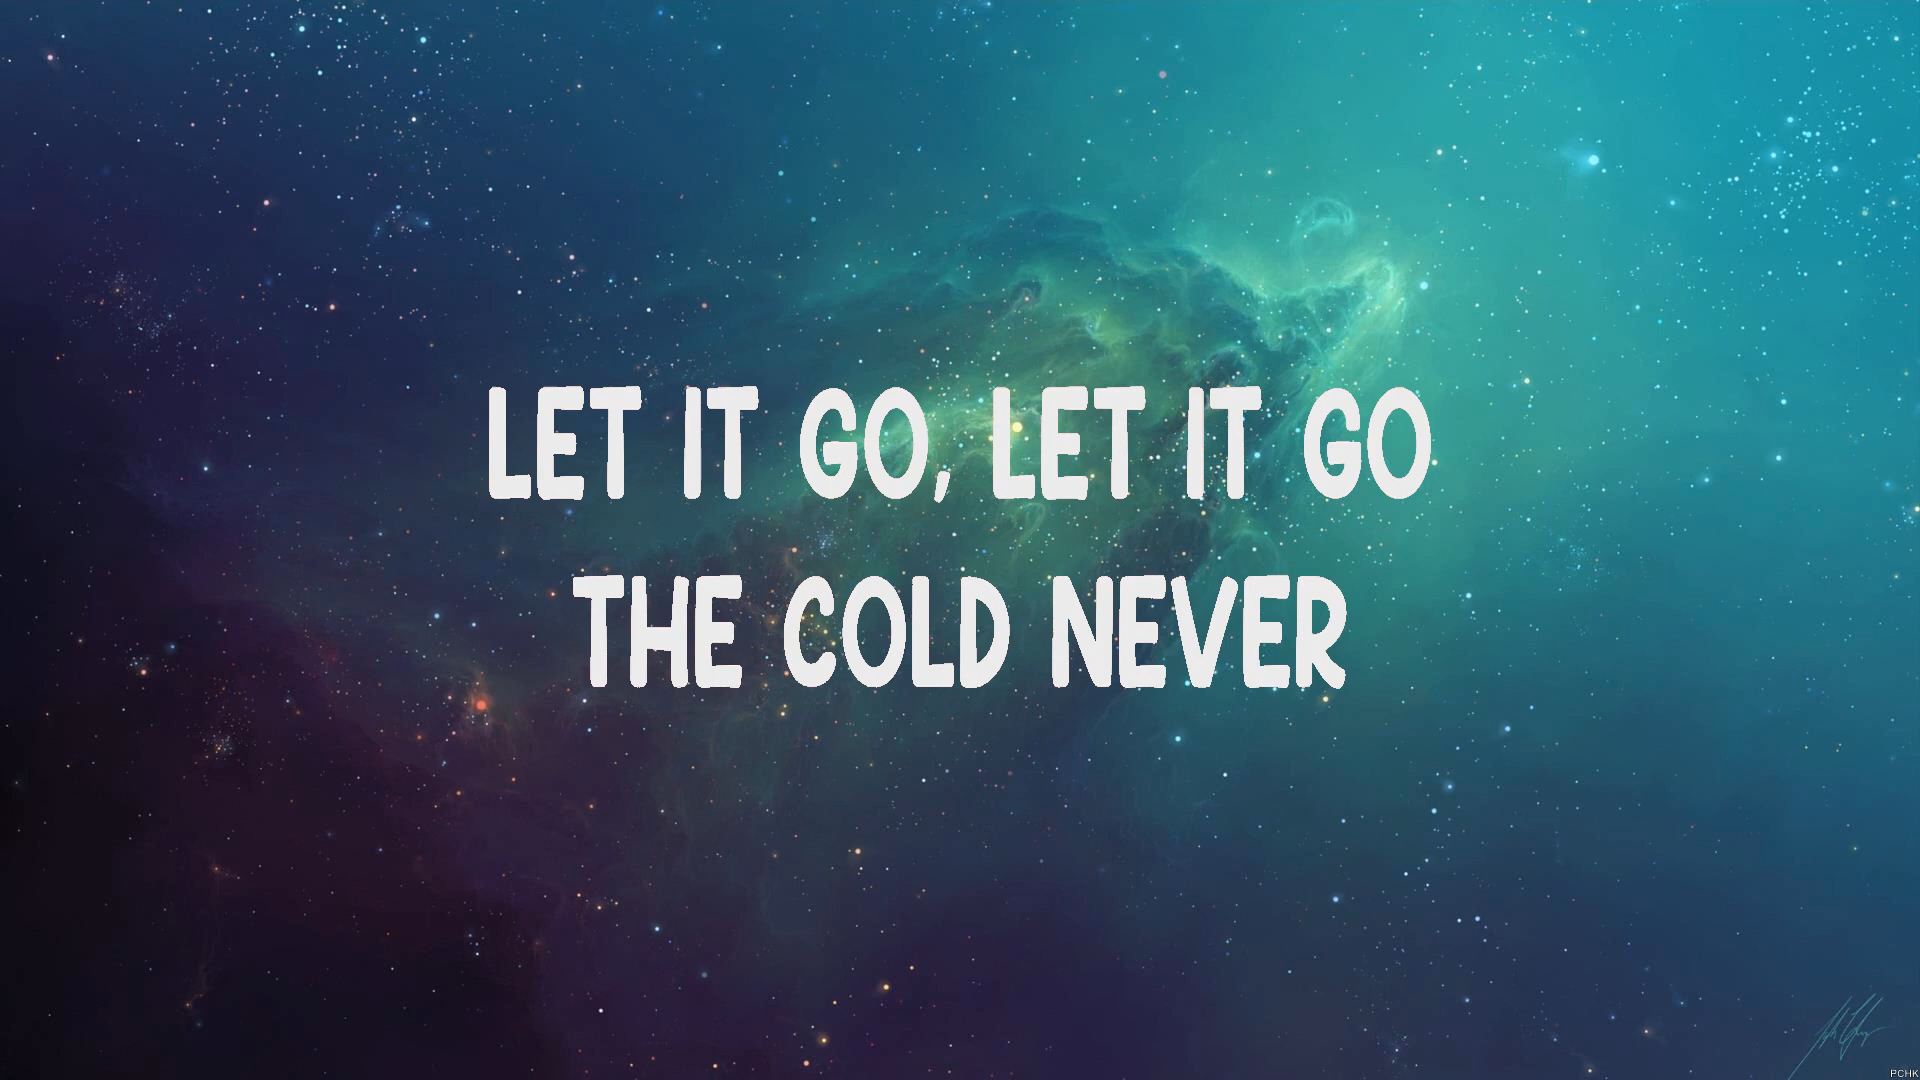 LET IT GO, LET IT GO
THE COLD NEVER
PCHK